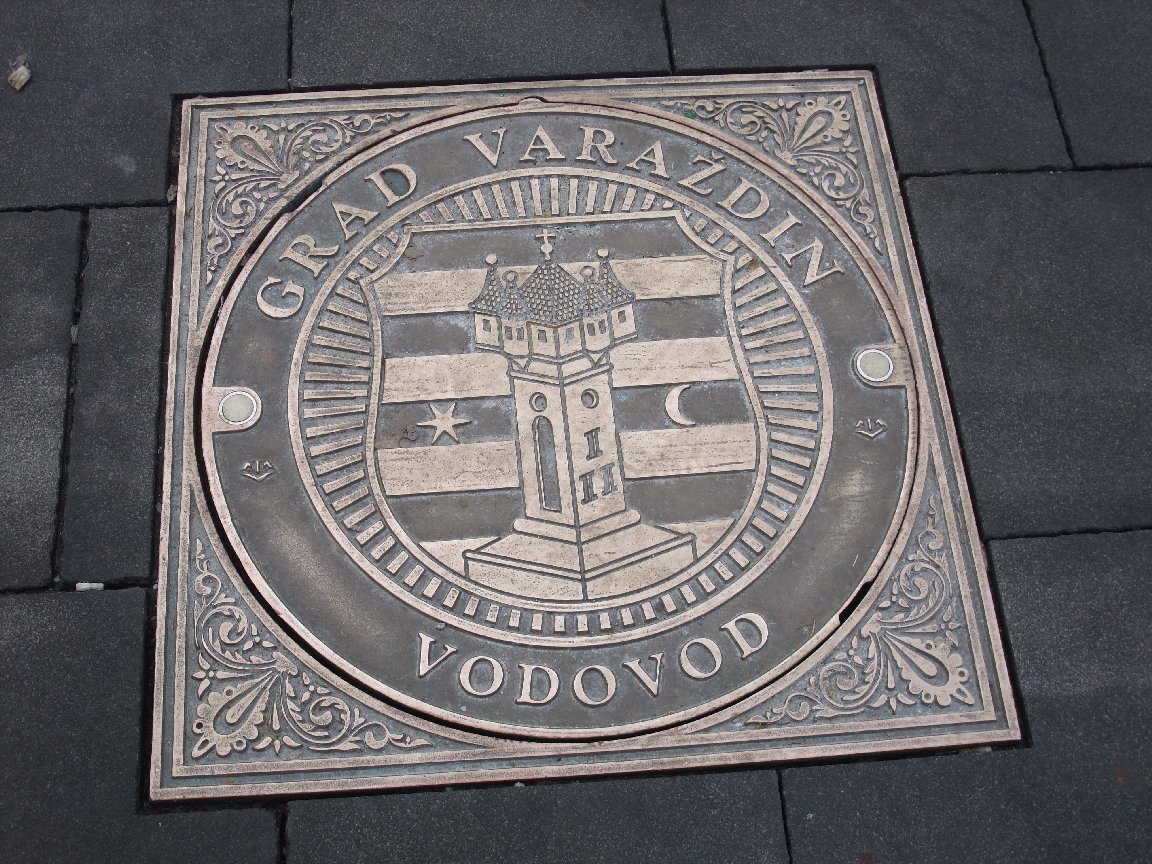 GRAD VARAŽDIN
I
II
VODOVOD